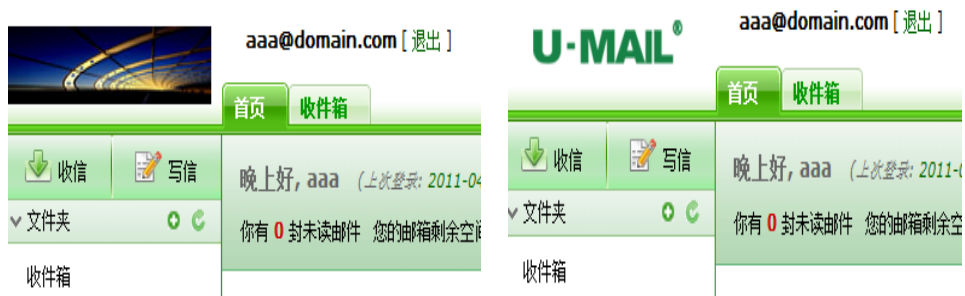 aaa@domain.com [ 退出 ]
首页 收件箱
收信 写信
晚上好, aaa (上次登录: 2011-04
文件夹
你有 0 封未读邮件 您的邮箱剩余空间
收件箱
U-MAIL®
aaa@domain.com [ 退出 ]
首页 收件箱
收信 写信
晚上好, aaa (上次登录: 2011-0
文件夹
你有 0 封未读邮件 您的邮箱剩余空
收件箱